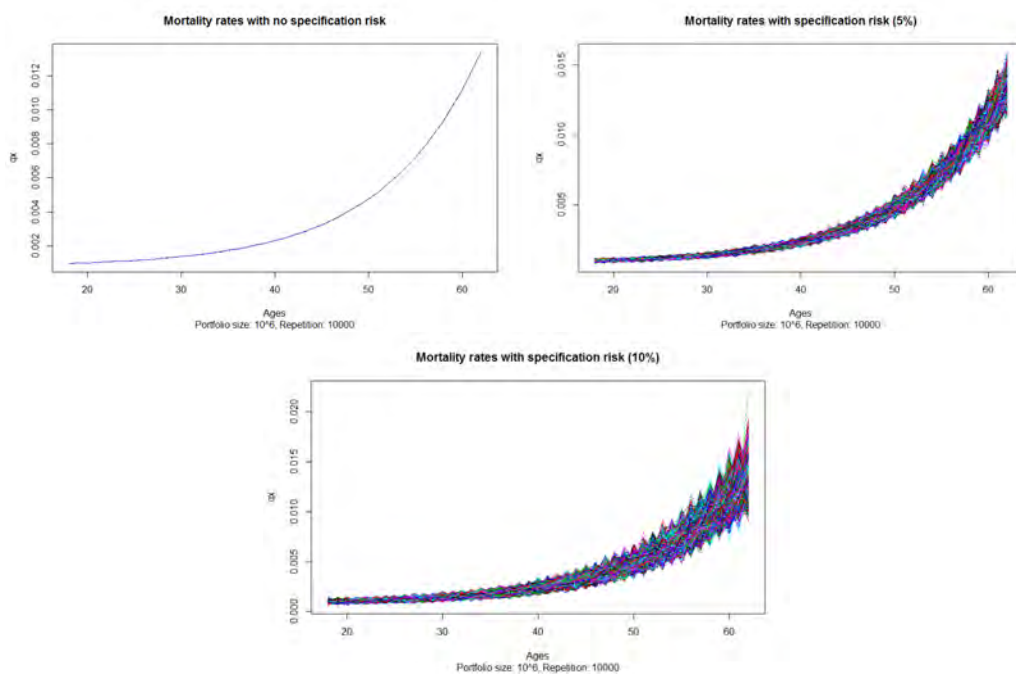 Mortality rates with no specification risk
0.012
0.010
0.008
0.006
0.004
0.002
qx
20 30 40 50 60
Ages
Portfolio size: 10^6, Repetition: 10000
Mortality rates with specification risk (5%)
0.015
0.010
0.005
qx
20 30 40 50 60
Ages
Portfolio size: 10^6, Repetition: 10000
Mortality rates with specification risk (10%)
0.020
0.015
0.010
0.005
0.000
qx
20 30 40 50 60
Ages
Portfolio size: 10^6, Repetition: 10000